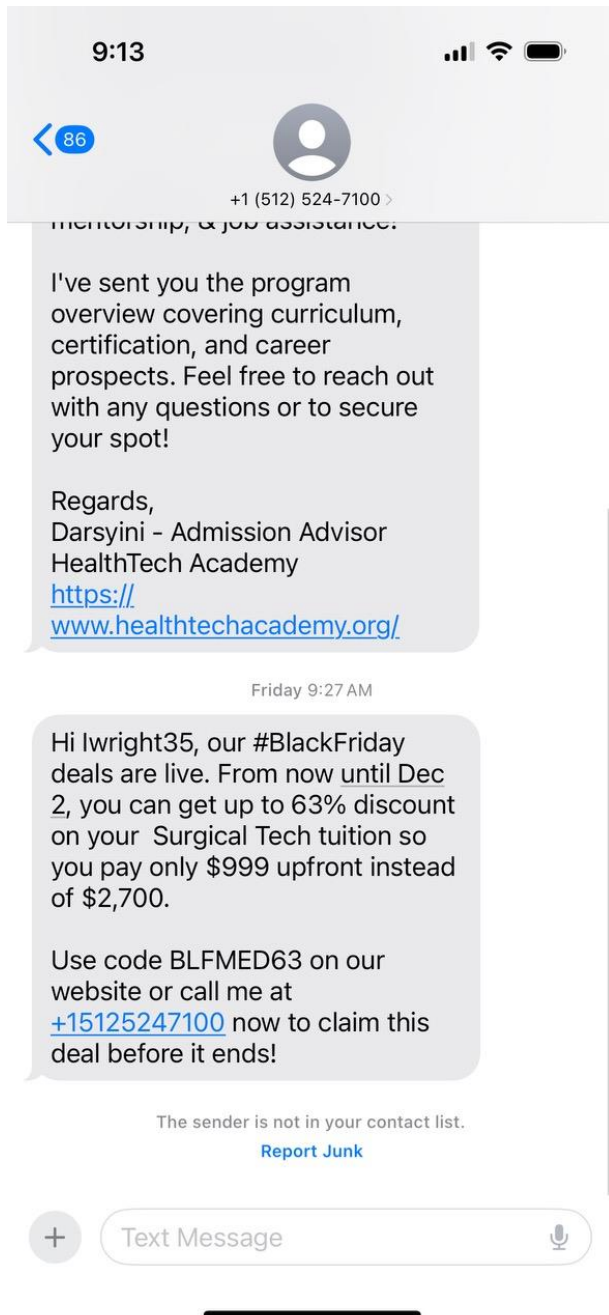 9:13
86
+1 (512) 524-7100 >
mentorship, & job assistance!
I've sent you the program
overview covering curriculum,
certification, and career
prospects. Feel free to reach out
with any questions or to secure
your spot!
Regards,
Darsyini - Admission Advisor
HealthTech Academy
https://
www.healthtechacademy.org/
Friday 9:27 AM
Hi lwright35, our #BlackFriday
deals are live. From now until Dec
2, you can get up to 63% discount
on your  Surgical Tech tuition so
you pay only $999 upfront instead
of $2,700.
Use code BLFMED63 on our
website or call me at
+15125247100 now to claim this
deal before it ends!
The sender is not in your contact list.
Report Junk
+
Text Message